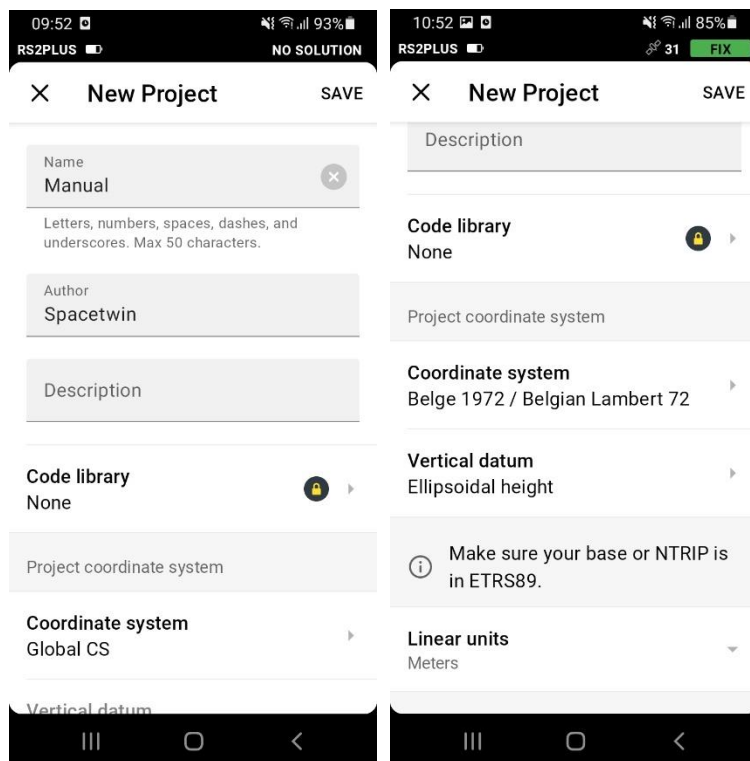 09:52 93%
RS2PLUS NO SOLUTION
New Project SAVE
Name
Manual
Letters, numbers, spaces, dashes, and
underscores. Max 50 characters.
Author
Spacetwin
Description
Code library
None
Project coordinate system
Coordinate system
Global CS
Vertical datum
10:52 85%
RS2PLUS 31 FIX
New Project SAVE
Description
Code library
None
Project coordinate system
Coordinate system
Belge 1972 / Belgian Lambert 72
Vertical datum
Ellipsoidal height
Make sure your base or NTRIP is
in ETRS89.
Linear units
Meters